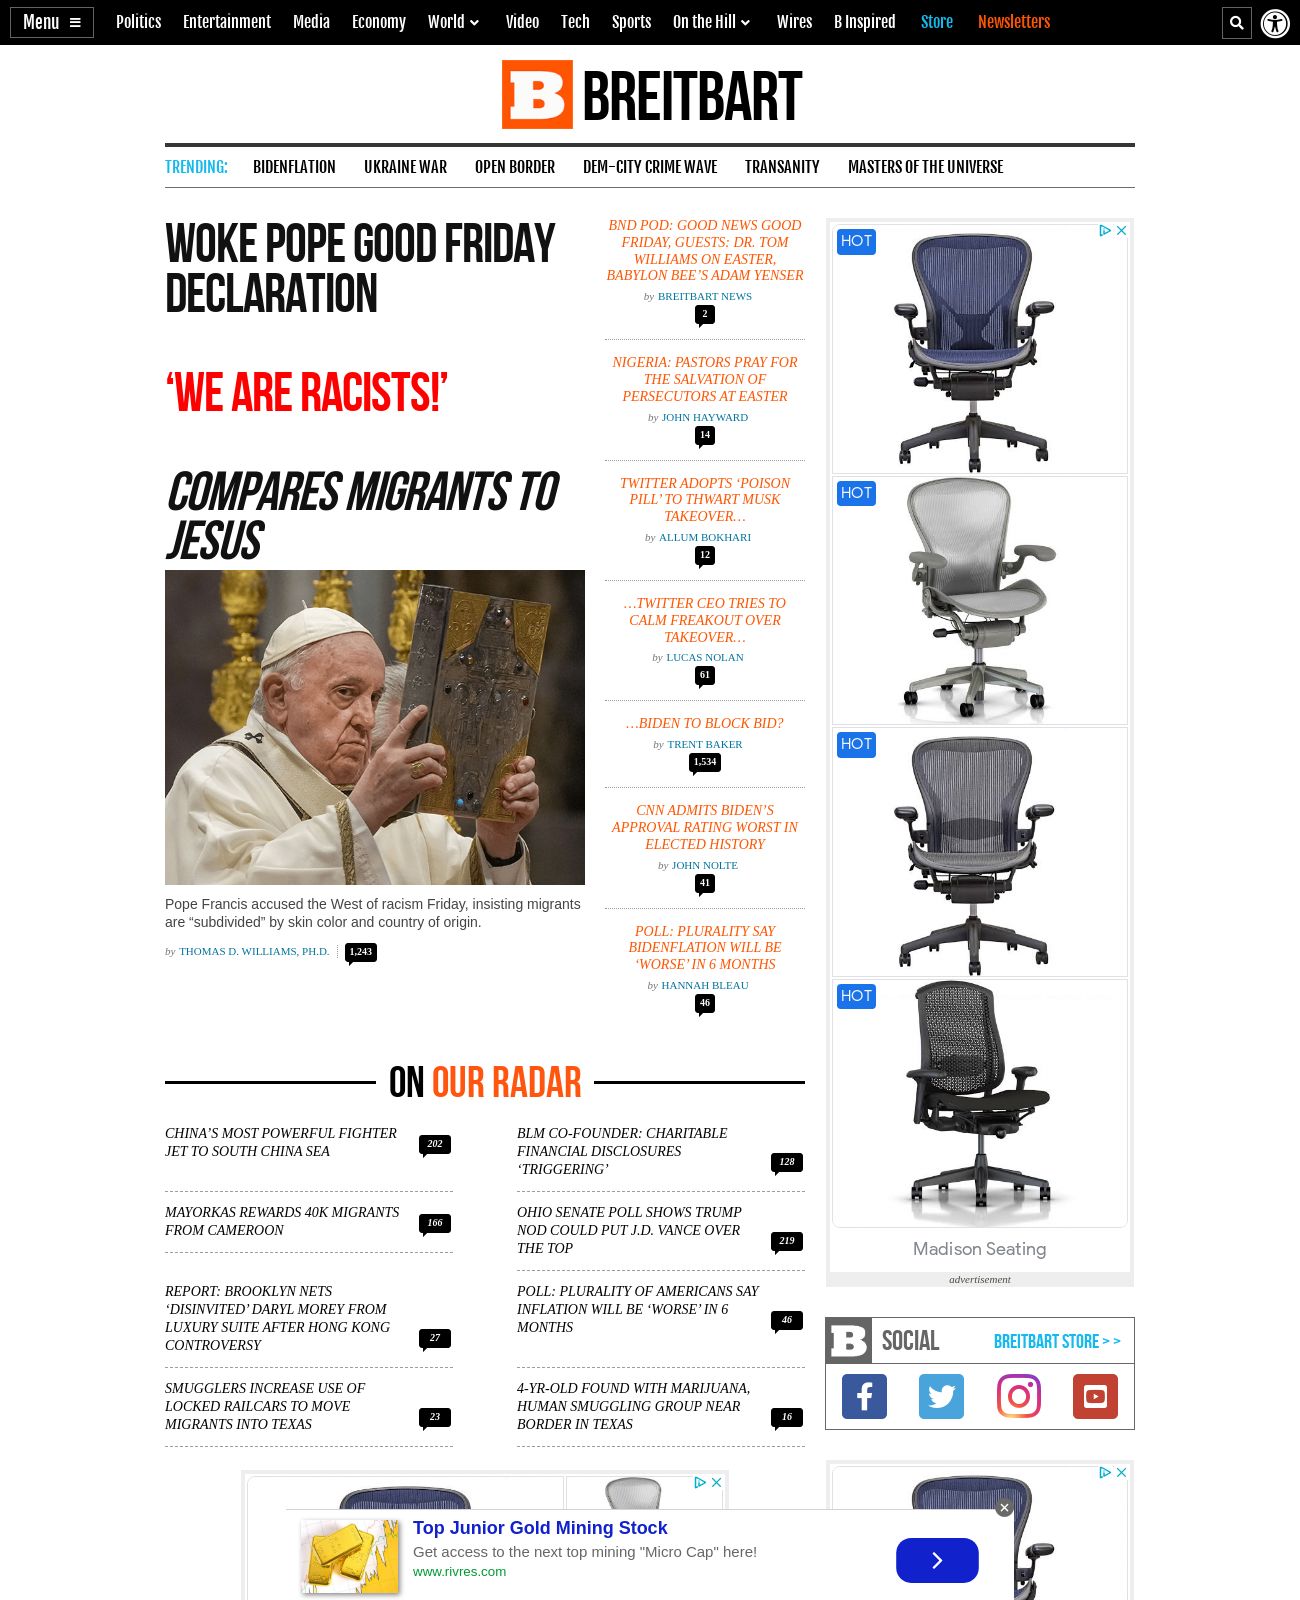 Menu
Politics Entertainment Media Economy World Video Tech Sports On the Hill Wires B Inspired Store Newsletters
B BREITBART
TRENDING: BIDENFLATION UKRAINE WAR OPEN BORDER DEM-CITY CRIME WAVE TRANSANITY MASTERS OF THE UNIVERSE
WOKE POPE GOOD FRIDAY
DECLARATION
‘WE ARE RACISTS!’
COMPARES MIGRANTS TO
JESUS
Pope Francis accused the West of racism Friday, insisting migrants
are “subdivided” by skin color and country of origin.
by THOMAS D. WILLIAMS, PH.D. 1,243
BND POD: GOOD NEWS GOOD
FRIDAY, GUESTS: DR. TOM
WILLIAMS ON EASTER,
BABYLON BEE’S ADAM YENSER
by BREITBART NEWS
2
NIGERIA: PASTORS PRAY FOR
THE SALVATION OF
PERSECUTORS AT EASTER
by JOHN HAYWARD
14
TWITTER ADOPTS ‘POISON
PILL’ TO THWART MUSK
TAKEOVER…
by ALLUM BOKHARI
12
…TWITTER CEO TRIES TO
CALM FREAKOUT OVER
TAKEOVER…
by LUCAS NOLAN
61
…BIDEN TO BLOCK BID?
by TRENT BAKER
1,534
CNN ADMITS BIDEN’S
APPROVAL RATING WORST IN
ELECTED HISTORY
by JOHN NOLTE
41
POLL: PLURALITY SAY
BIDENFLATION WILL BE
‘WORSE’ IN 6 MONTHS
by HANNAH BLEAU
46
HOT
HOT
HOT
HOT
Madison Seating
advertisement
ON OUR RADAR
CHINA’S MOST POWERFUL FIGHTER
JET TO SOUTH CHINA SEA
202
BLM CO-FOUNDER: CHARITABLE
FINANCIAL DISCLOSURES
‘TRIGGERING’
128
MAYORKAS REWARDS 40K MIGRANTS
FROM CAMEROON
166
OHIO SENATE POLL SHOWS TRUMP
NOD COULD PUT J.D. VANCE OVER
THE TOP
219
REPORT: BROOKLYN NETS
‘DISINVITED’ DARYL MOREY FROM
LUXURY SUITE AFTER HONG KONG
CONTROVERSY
27
POLL: PLURALITY OF AMERICANS SAY
INFLATION WILL BE ‘WORSE’ IN 6
MONTHS
46
SMUGGLERS INCREASE USE OF
LOCKED RAILCARS TO MOVE
MIGRANTS INTO TEXAS
23
4-YR-OLD FOUND WITH MARIJUANA,
HUMAN SMUGGLING GROUP NEAR
BORDER IN TEXAS
16
B SOCIAL BREITBART STORE > >
Top Junior Gold Mining Stock
Get access to the next top mining "Micro Cap" here!
www.rivres.com